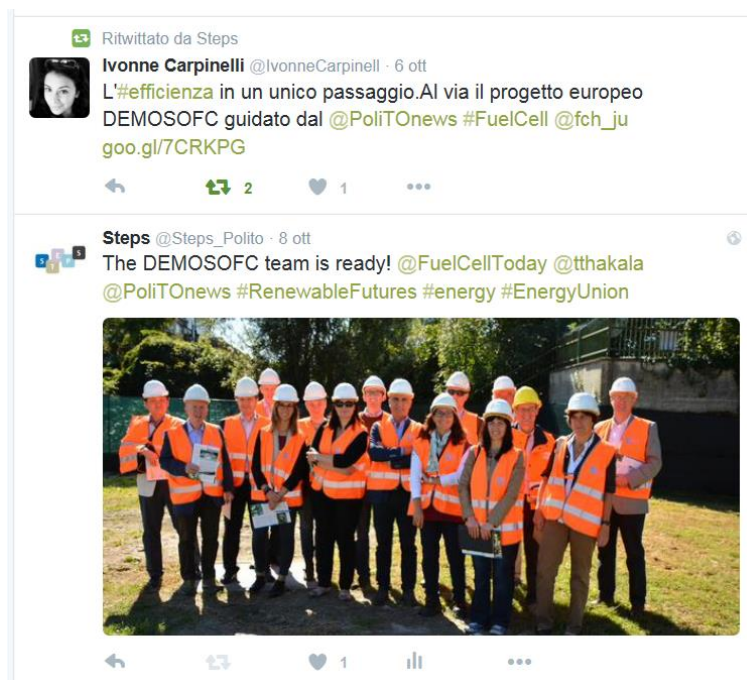 Ritwittato da Steps
Ivonne Carpinelli @IvonneCarpinell · 6 ott
L'#efficienza in un unico passaggio.Al via il progetto europeo
DEMOSOFC guidato dal @PoliTOnews #FuelCell @fch_ju
goo.gl/7CRKPG
2 1
STEPS
Steps @Steps_Polito · 8 ott
The DEMOSOFC team is ready! @FuelCellToday @tthakala
@PoliTOnews #RenewableFutures #energy #EnergyUnion
1